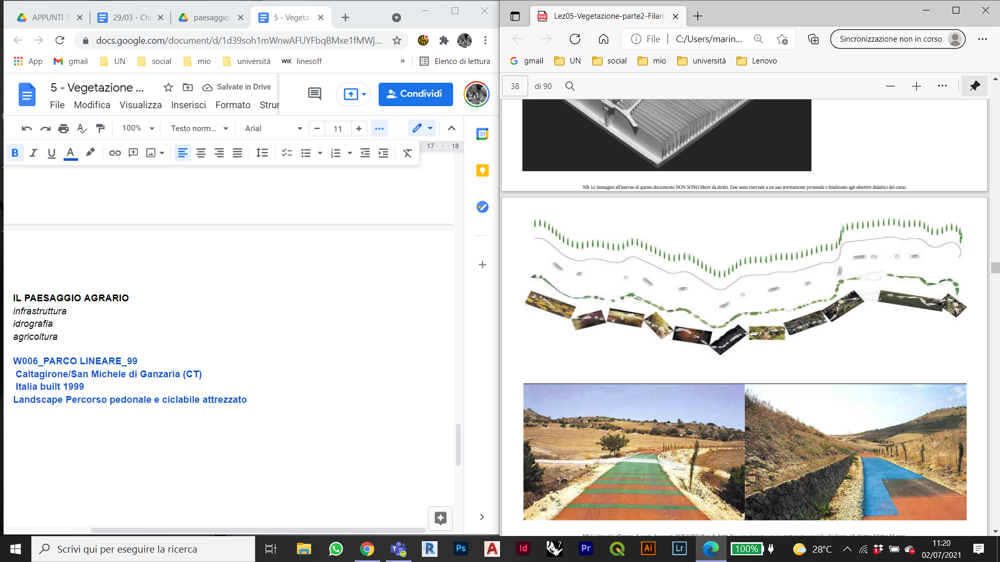 APPUNTI TA
29/03 - Chi
paesaggio
5 - Vegetaz
docs.google.com/document/d/1d39soh1mWnwAFUYFbqBMxe1fMWj...
App
gmail
UN
social
mio
università
WIX linesoff
»
Elenco di lettura
5 - Vegetazione ...
Salvate in Drive
File Modifica Visualizza Inserisci Formato Strur
Condividi
100%
Testo norm...
Arial
11
17
18
IL PAESAGGIO AGRARIO
infrastruttura
idrografia
agricoltura
W006_PARCO LINEARE_99
Caltagirone/San Michele di Ganzaria (CT)
Italia built 1999
Landscape Percorso pedonale e ciclabile attrezzato
Lez05-Vegetazione-parte2-Filari-
File
C:/Users/marin...
Sincronizzazione non in corso
gmail
UN
social
mio
università
Lenovo
38 di 90
NB: Le immagini all'interno di questo documento NON SONO libere da diritti. Esse sono riservate a un uso strettamente personale e finalizzato agli obiettivi didattici del corso.
Scrivi qui per eseguire la ricerca
100%
28°C
11:20
02/07/2021